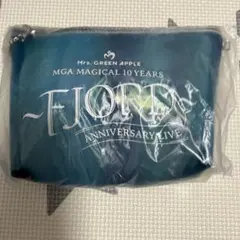 Mrs. GREEN APPLE
MGA MAGICAL 10 YEARS
~FJORD~
ANNIVERSARY LIVE